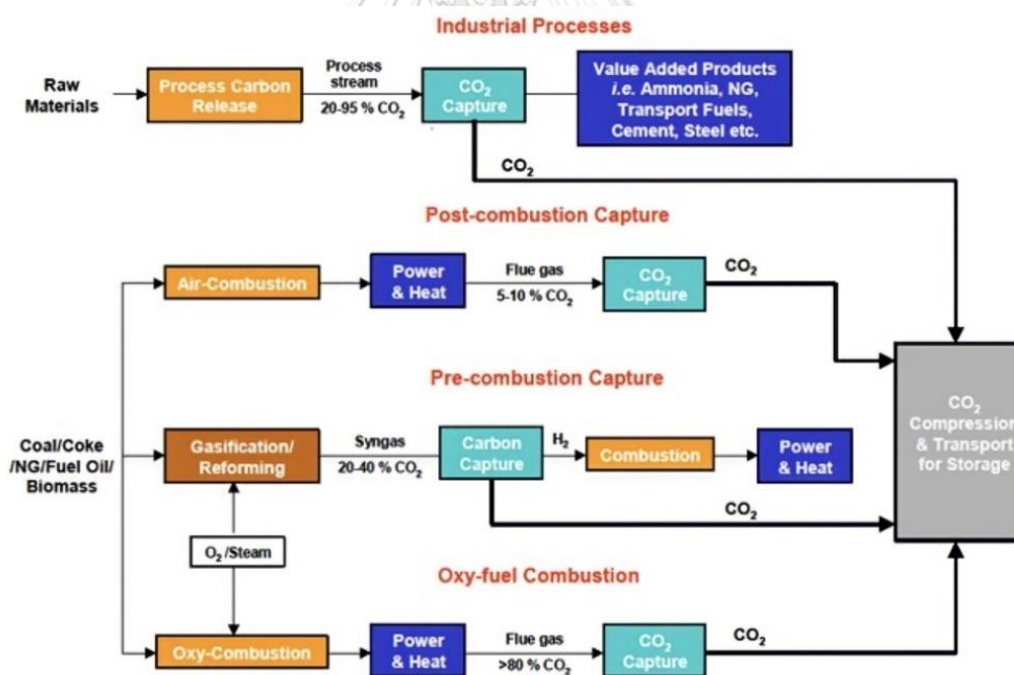 Industrial Processes
Raw
Materials
Process Carbon
Release
Process
stream
20-95 % CO₂
CO₂
Capture
Value Added Products
i.e. Ammonia, NG,
Transport Fuels,
Cement, Steel etc.
CO₂
Post-combustion Capture
Air-Combustion
Power
& Heat
Flue gas
5-10 % CO₂
CO₂
Capture
CO₂
Pre-combustion Capture
Coal/Coke
/NG/Fuel Oil/
Biomass
Gasification/
Reforming
Syngas
20-40 % CO₂
Carbon
Capture
H₂
Combustion
Power
& Heat
CO₂
CO₂
Compression
& Transport
for Storage
O₂ /Steam
Oxy-fuel Combustion
Oxy-Combustion
Power
& Heat
Flue gas
>80 % CO₂
CO₂
Capture
CO₂